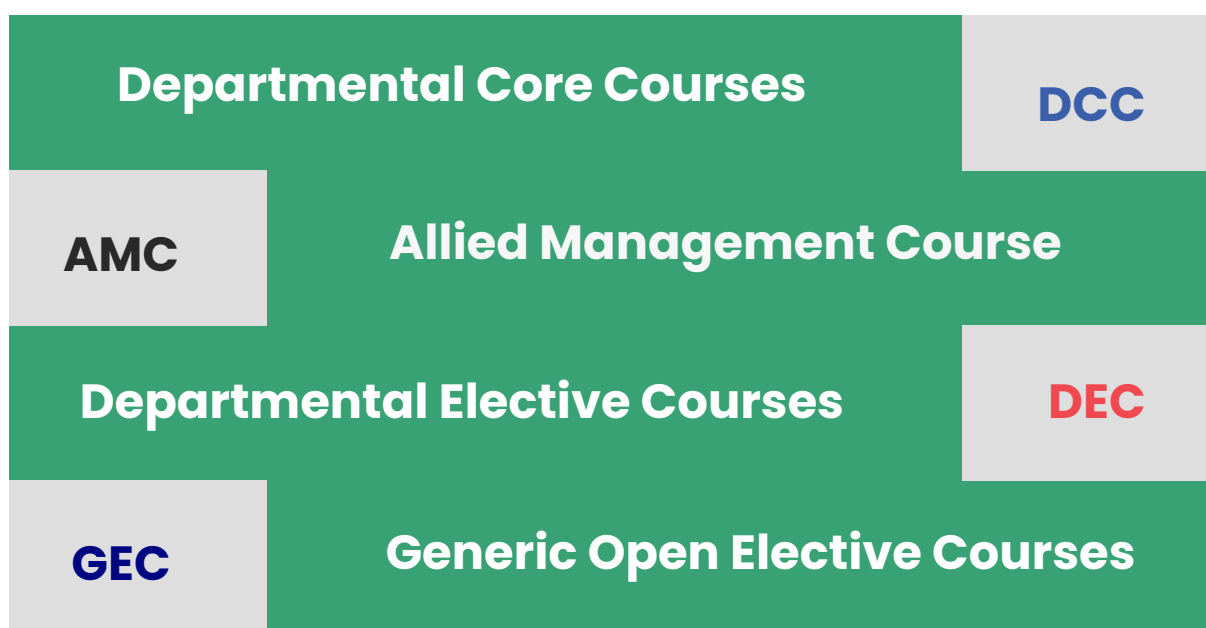 Departmental Core Courses
DCC
AMC
Allied Management Course
Departmental Elective Courses
DEC
GEC
Generic Open Elective Courses